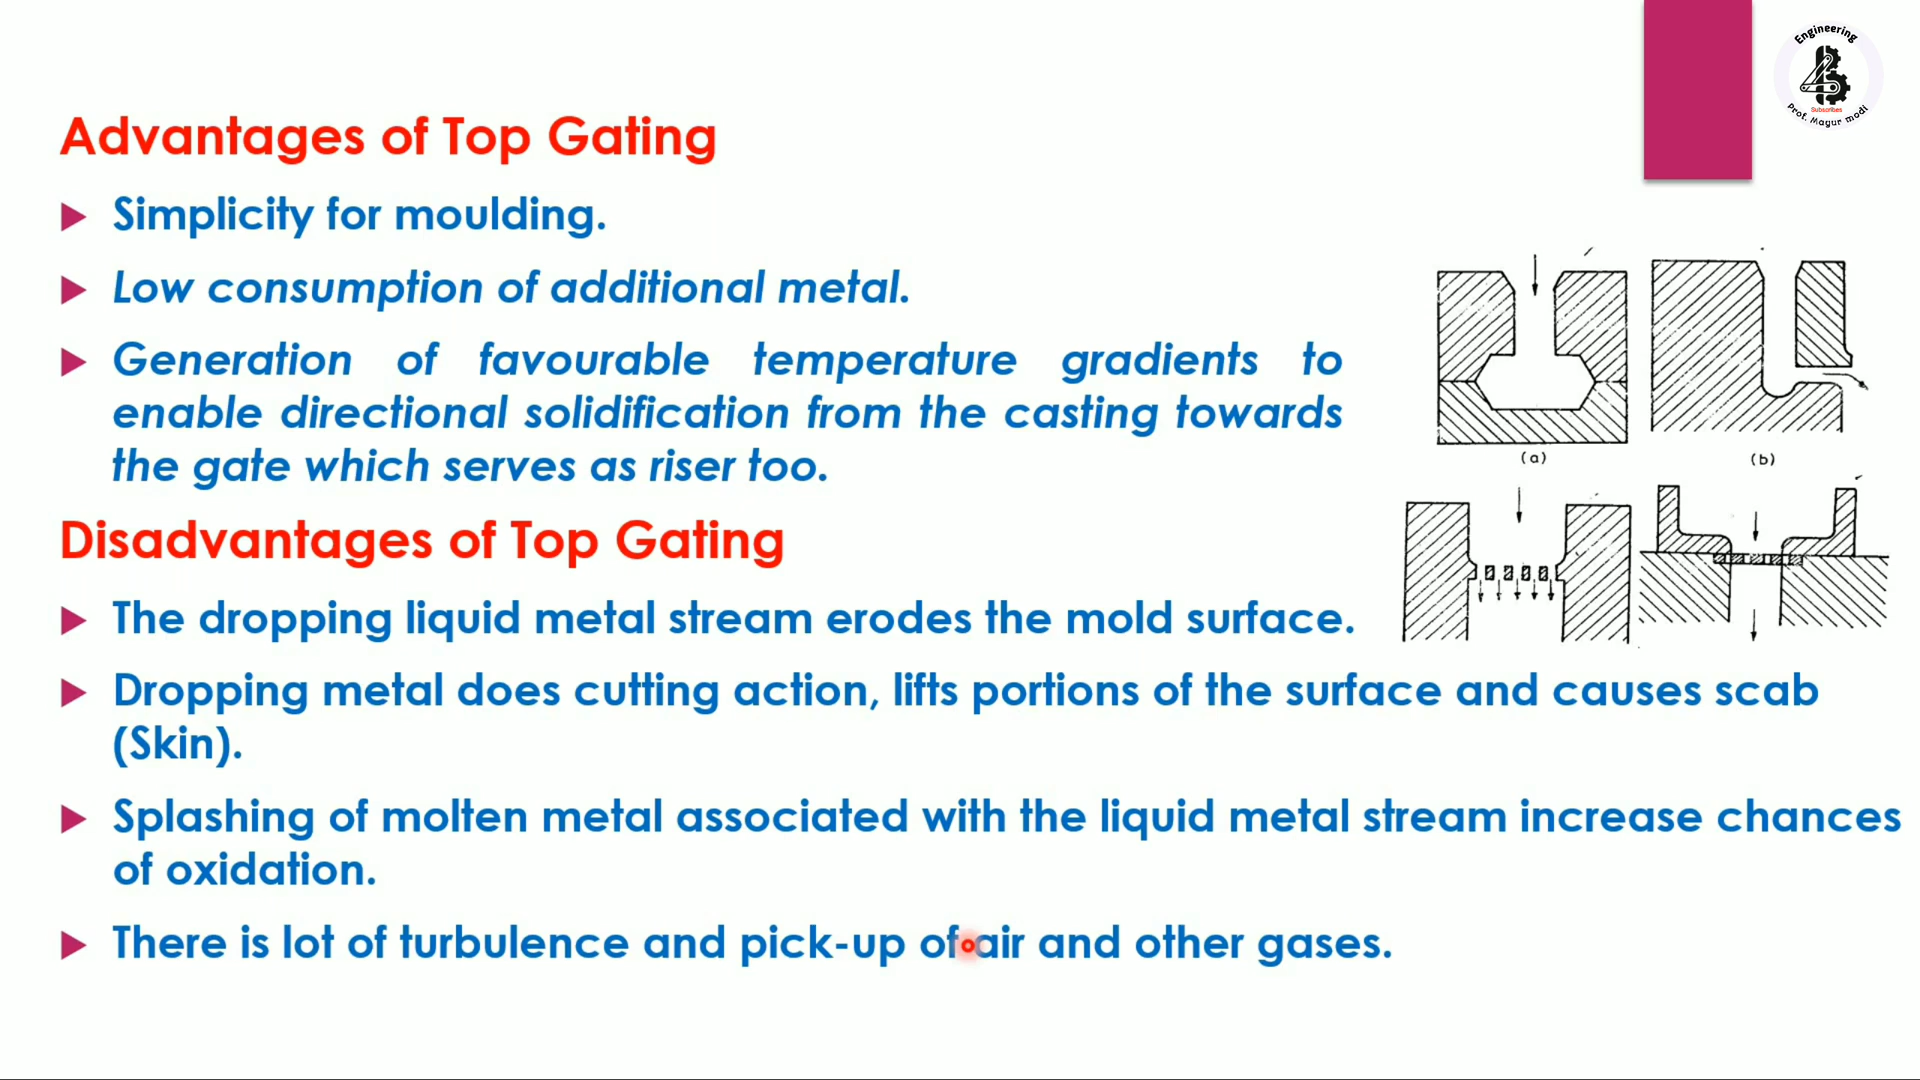 Engineering
Subscribes
Prof. Mayur modi
Advantages of Top Gating
Simplicity for moulding.
Low consumption of additional metal.
Generation of favourable temperature gradients to
enable directional solidification from the casting towards
the gate which serves as riser too.
(a)
(b)
Disadvantages of Top Gating
The dropping liquid metal stream erodes the mold surface.
Dropping metal does cutting action, lifts portions of the surface and causes scab
(Skin).
Splashing of molten metal associated with the liquid metal stream increase chances
of oxidation.
There is lot of turbulence and pick-up of air and other gases.